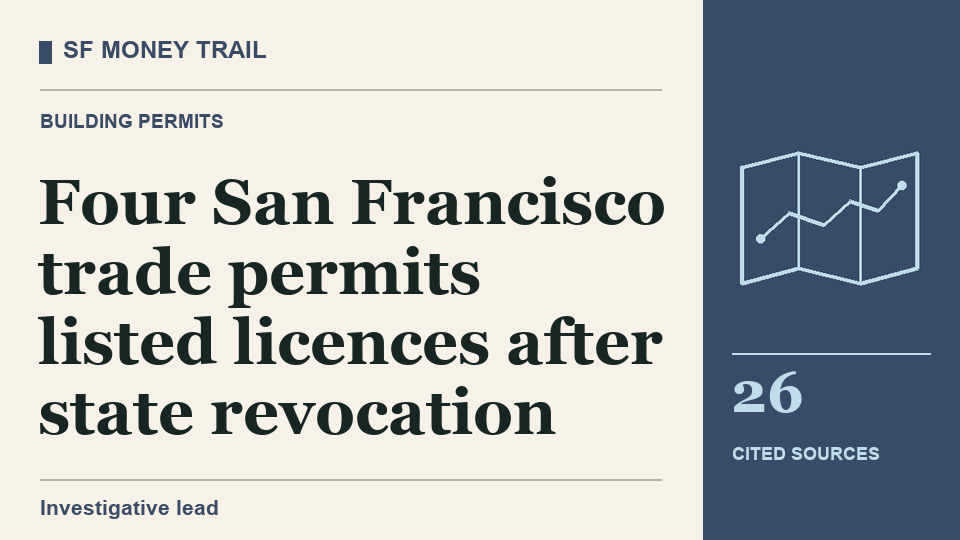 SF MONEY TRAIL
BUILDING PERMITS
Four San Francisco
trade permits
listed licences after
state revocation
Investigative lead
26
CITED SOURCES